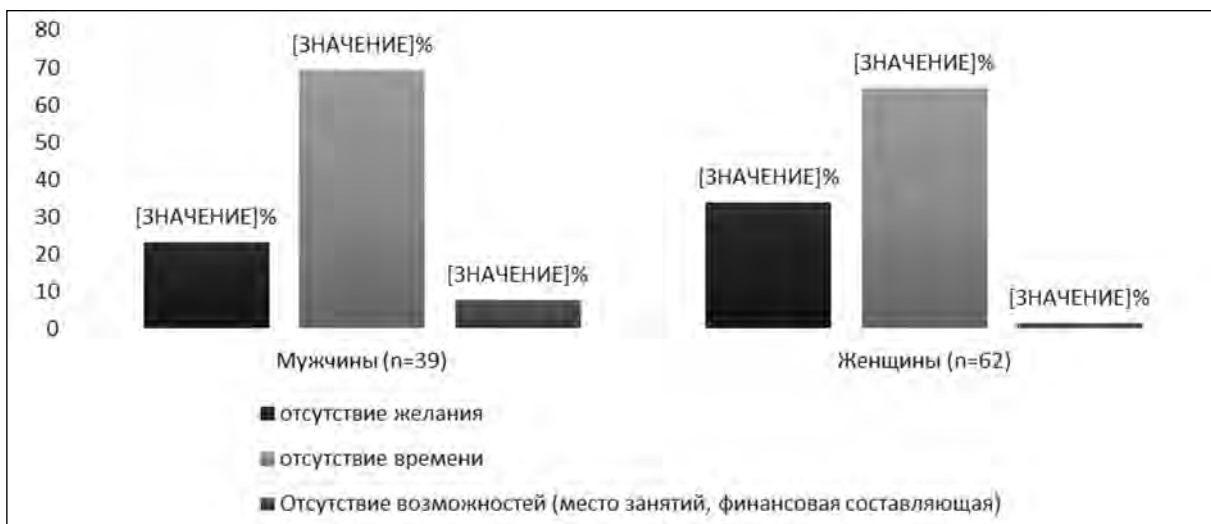 80
70
60
50
40
30
20
10
0
[ЗНАЧЕНИЕ]%
[ЗНАЧЕНИЕ]%
[ЗНАЧЕНИЕ]%
[ЗНАЧЕНИЕ]%
[ЗНАЧЕНИЕ]%
[ЗНАЧЕНИЕ]%
Мужчины (n=39)
Женщины (n=62)
отсутствие желания
отсутствие времени
Отсутствие возможностей (место занятий, финансовая составляющая)